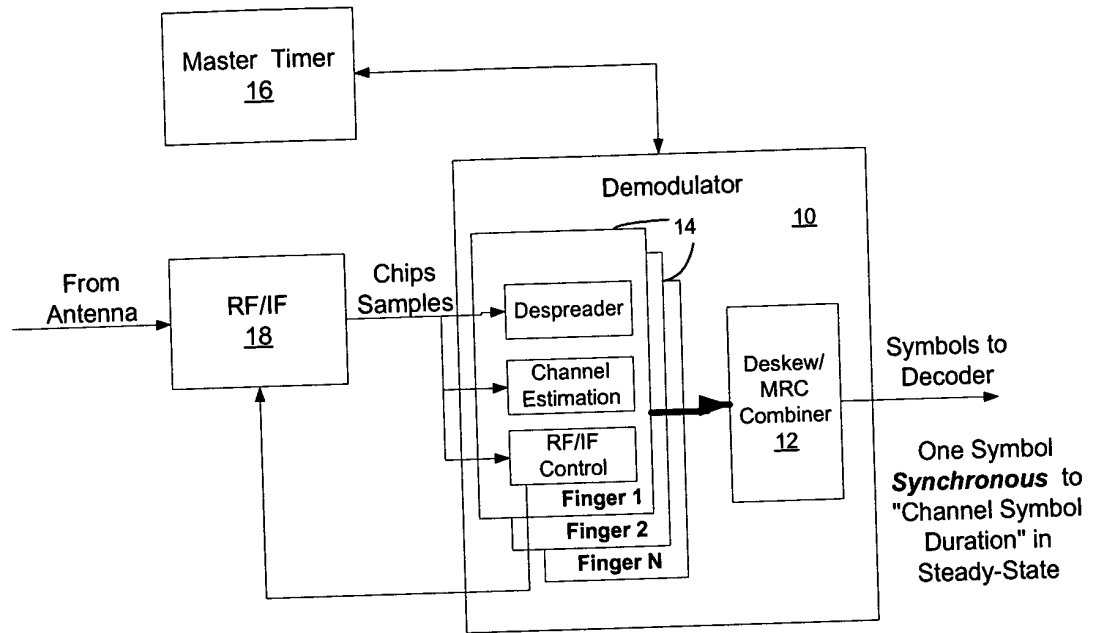 Master Timer
16
Demodulator
10
14
From
Antenna
RF/IF
18
Chips
Samples
Despreader
Channel
Estimation
RF/IF
Control
Finger 1
Finger 2
Finger N
Deskew/
MRC
Combiner
12
Symbols to
Decoder
One Symbol
Synchronous to
"Channel Symbol
Duration" in
Steady-State